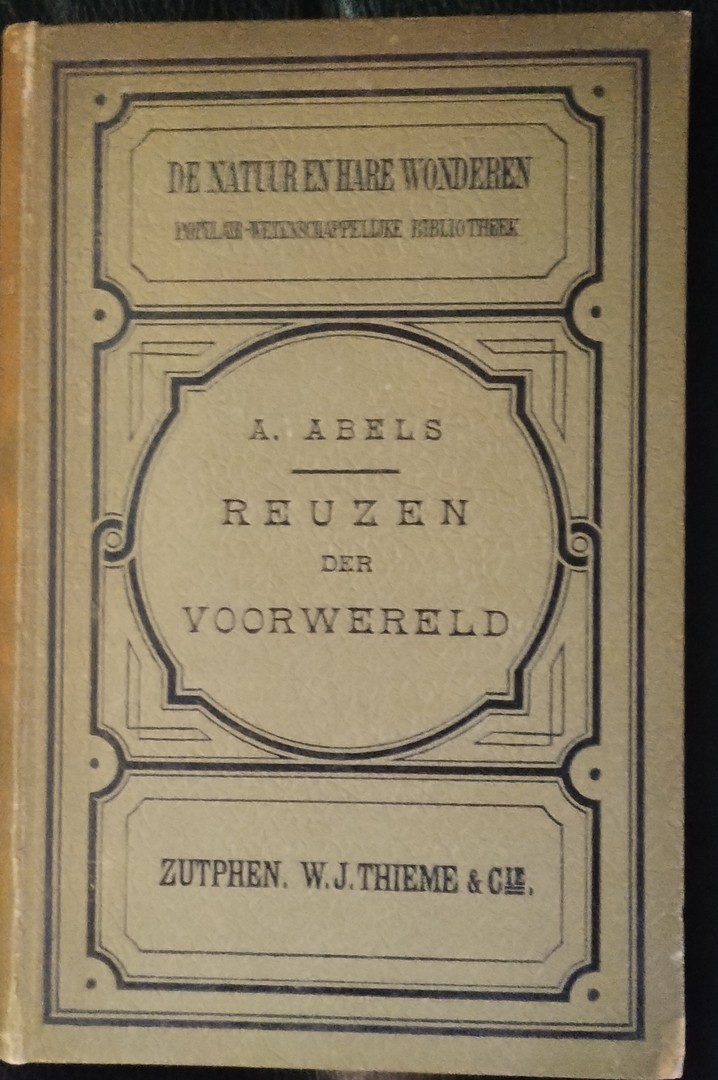 DE NATUUR EN HARE WONDEREN
POPULAIR-WETENSCHAPPELIJKE BIBLIOTHEEK
A. ABELS
REUZEN
DER
VOORWERELD
ZUTPHEN. W.J. THIEME & CIE.